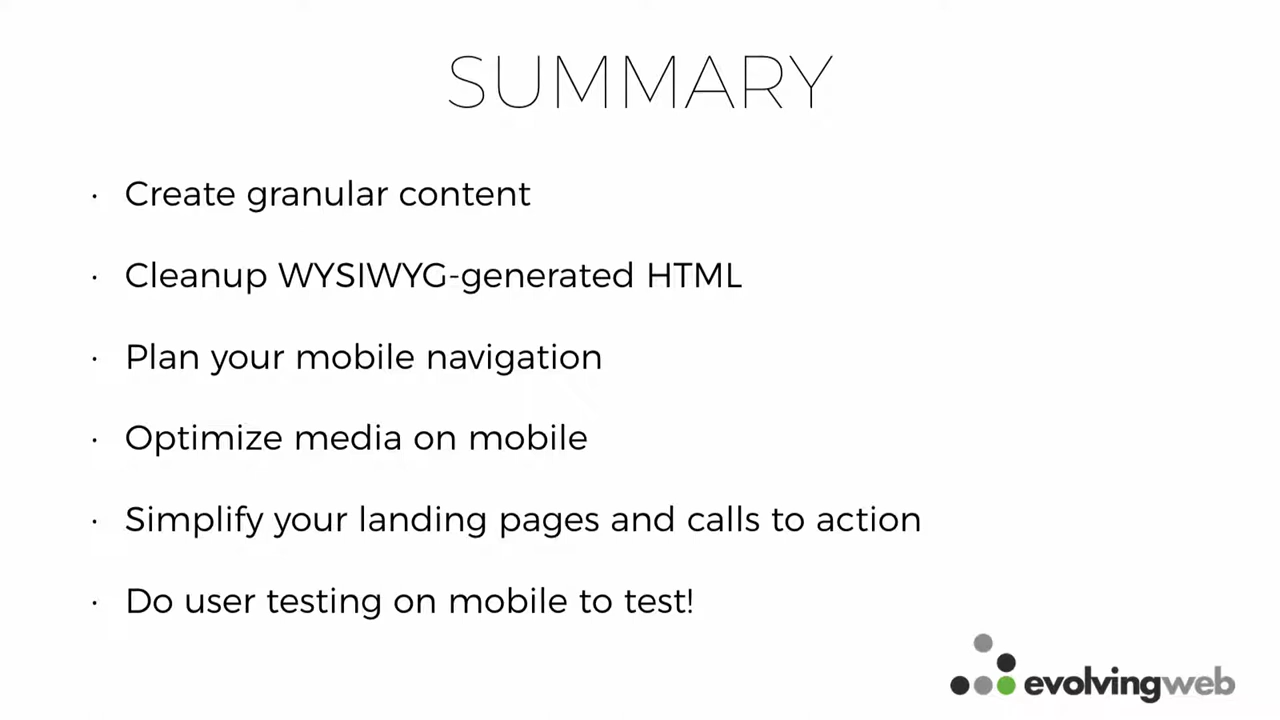 SUMMARY
· Create granular content
· Cleanup WYSIWYG-generated HTML
· Plan your mobile navigation
· Optimize media on mobile
· Simplify your landing pages and calls to action
· Do user testing on mobile to test!
evolvingweb